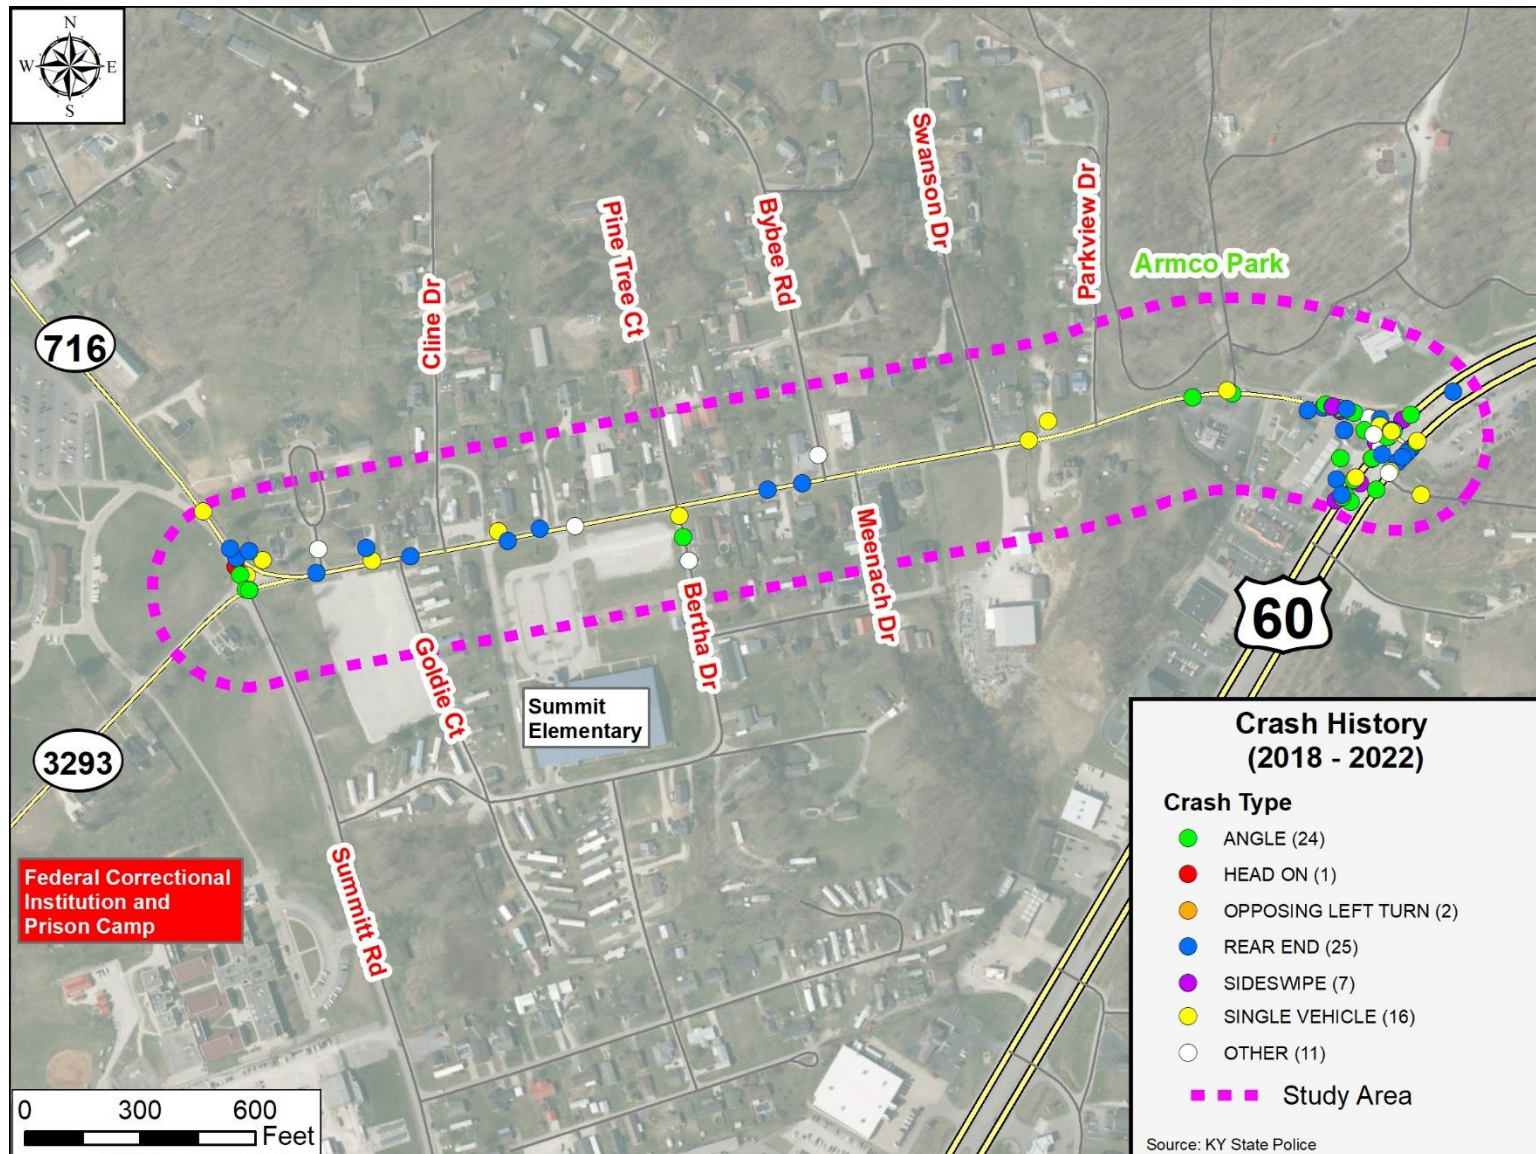 N
W E
S
716
Cline Dr
Pine Tree Ct
Bybee Rd
Swanson Dr
Parkview Dr
Armco Park
60
Meenach Dr
Bertha Dr
Goldie Ct
Summit
Elementary
3293
Summitt Rd
Federal Correctional
Institution and
Prison Camp
0 300 600
Feet
Crash History
(2018 - 2022)
Crash Type
ANGLE (24)
HEAD ON (1)
OPPOSING LEFT TURN (2)
REAR END (25)
SIDESWIPE (7)
SINGLE VEHICLE (16)
OTHER (11)
Study Area
Source: KY State Police